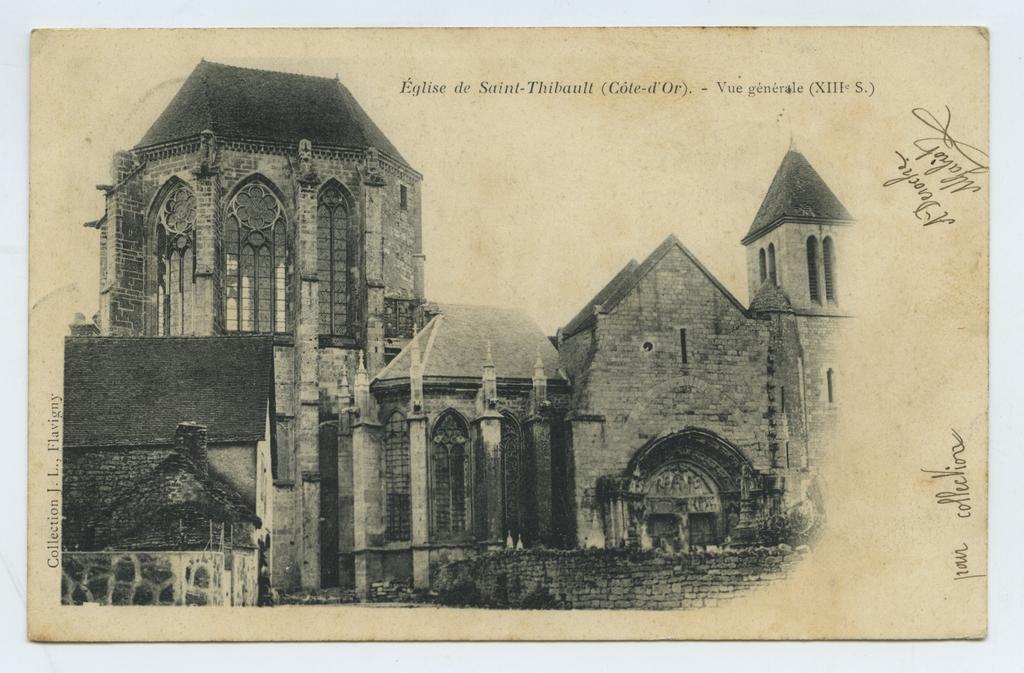 Église de Saint-Thibault (Côte-d'Or). - Vue générale (XIIIe S.)
Collection J. L., Flavigny
pour collection